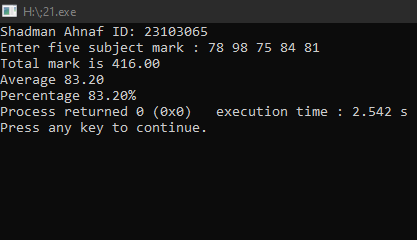 H:\;21.exe
Shadman Ahnaf ID: 23103065
Enter five subject mark : 78 98 75 84 81
Total mark is 416.00
Average 83.20
Percentage 83.20%
Process returned 0 (0x0)   execution time : 2.542 s
Press any key to continue.